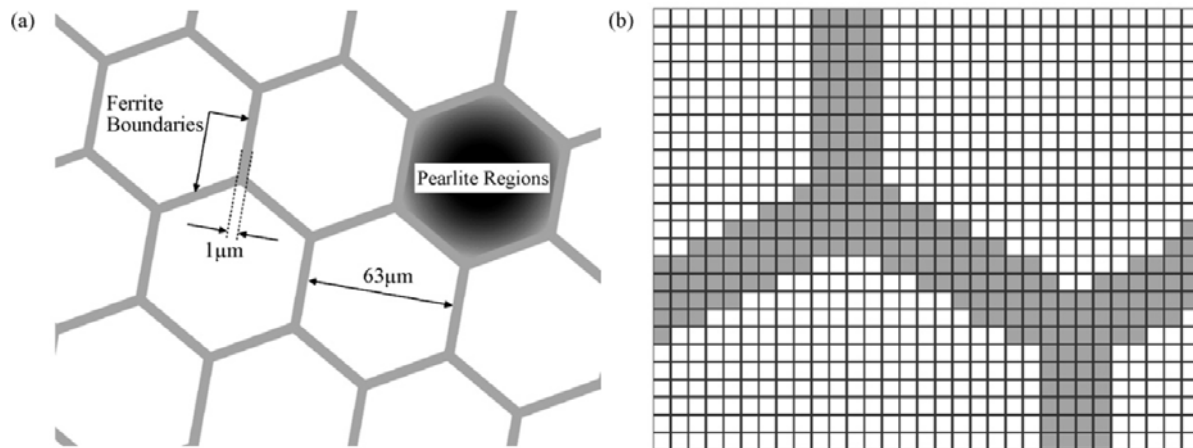 (a)
(b)
Ferrite
Boundaries
Pearlite Regions
1μm
63μm